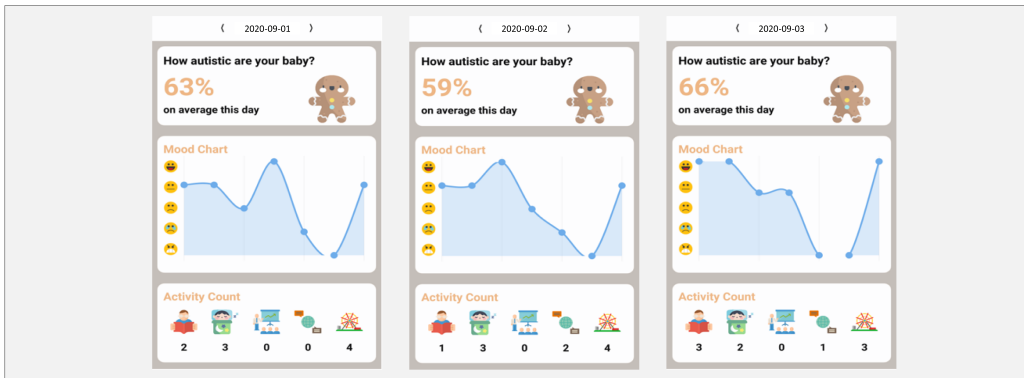 〈 2020-09-01 〉
How autistic are your baby?
63%
on average this day
Mood Chart
Activity Count
2 3 0 0 4
〈 2020-09-02 〉
How autistic are your baby?
59%
on average this day
Mood Chart
Activity Count
1 3 0 2 4
〈 2020-09-03 〉
How autistic are your baby?
66%
on average this day
Mood Chart
Activity Count
3 2 0 1 3